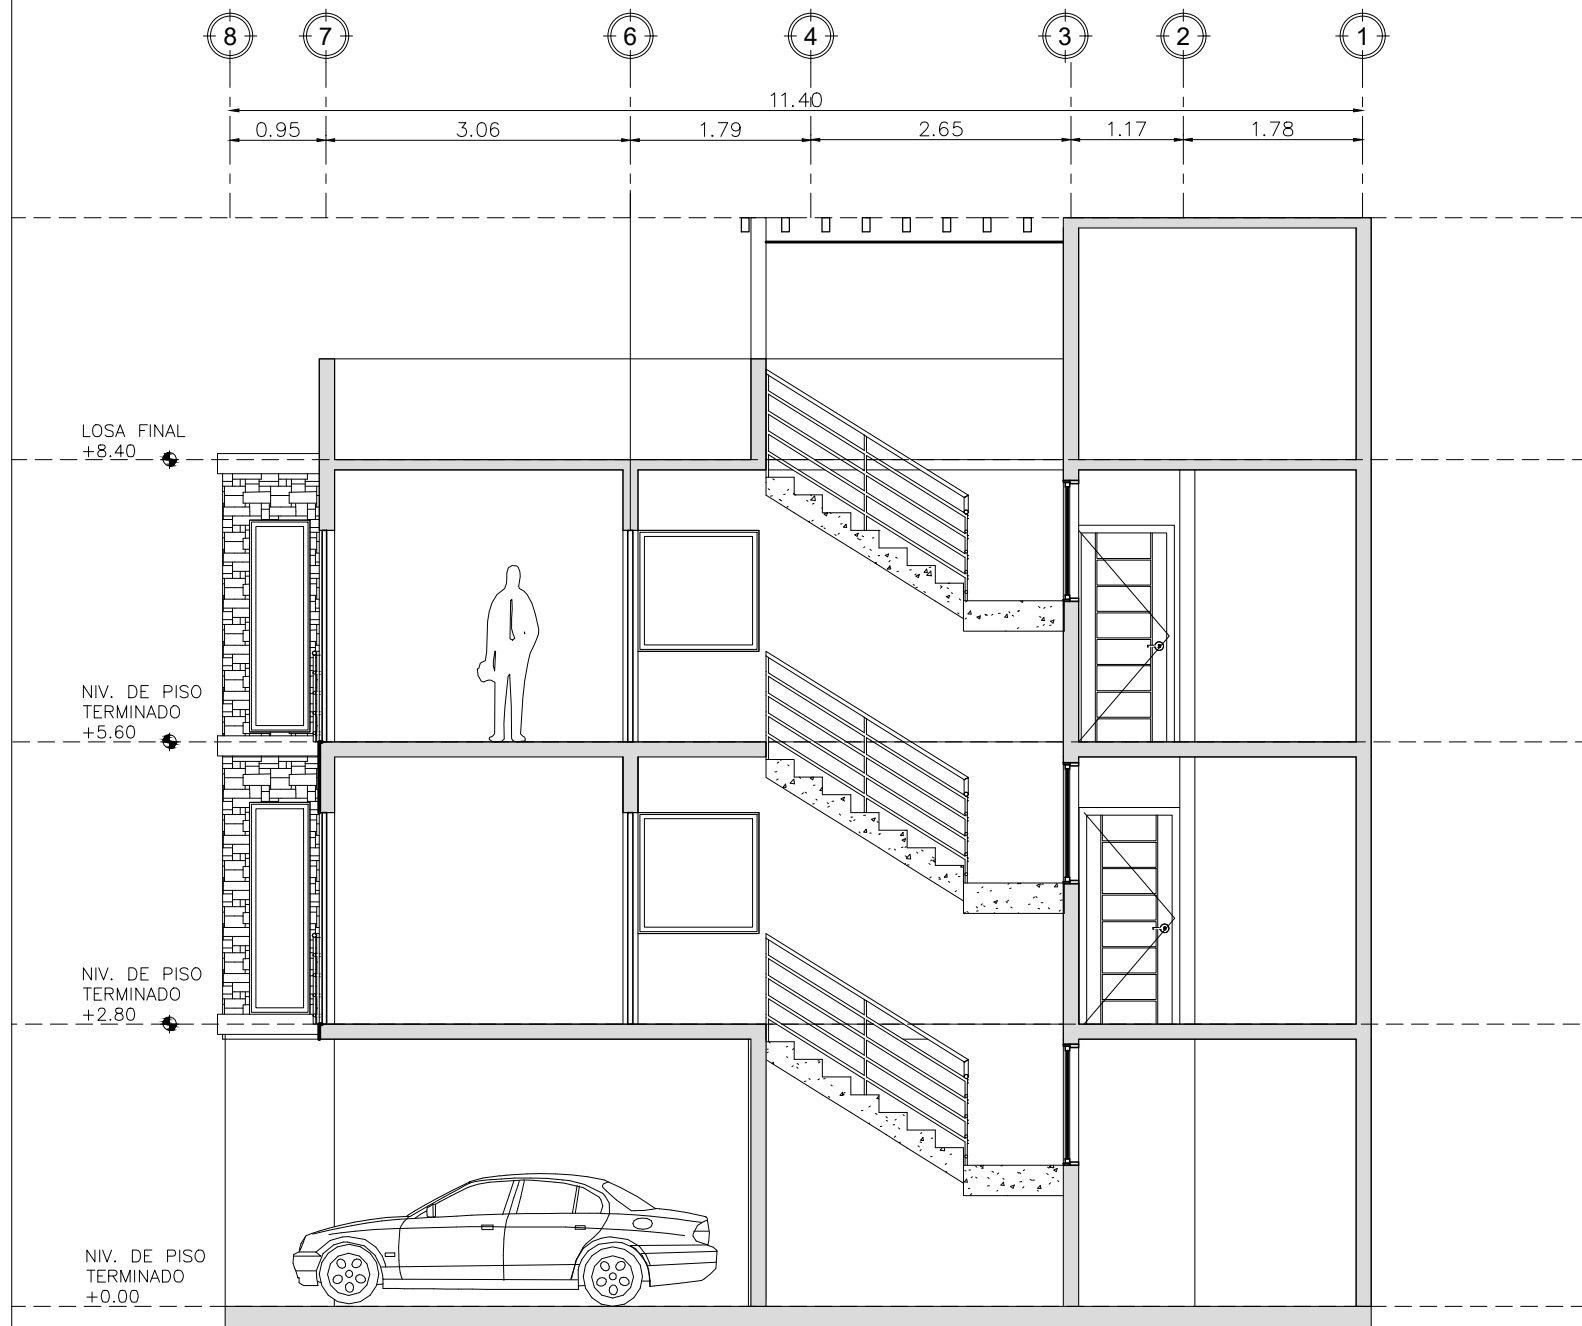 8 7 6 4 3 2 1
11.40
0.95 3.06 1.79 2.65 1.17 1.78
LOSA FINAL
+8.40
NIV. DE PISO
TERMINADO
+5.60
NIV. DE PISO
TERMINADO
+2.80
NIV. DE PISO
TERMINADO
+0.00